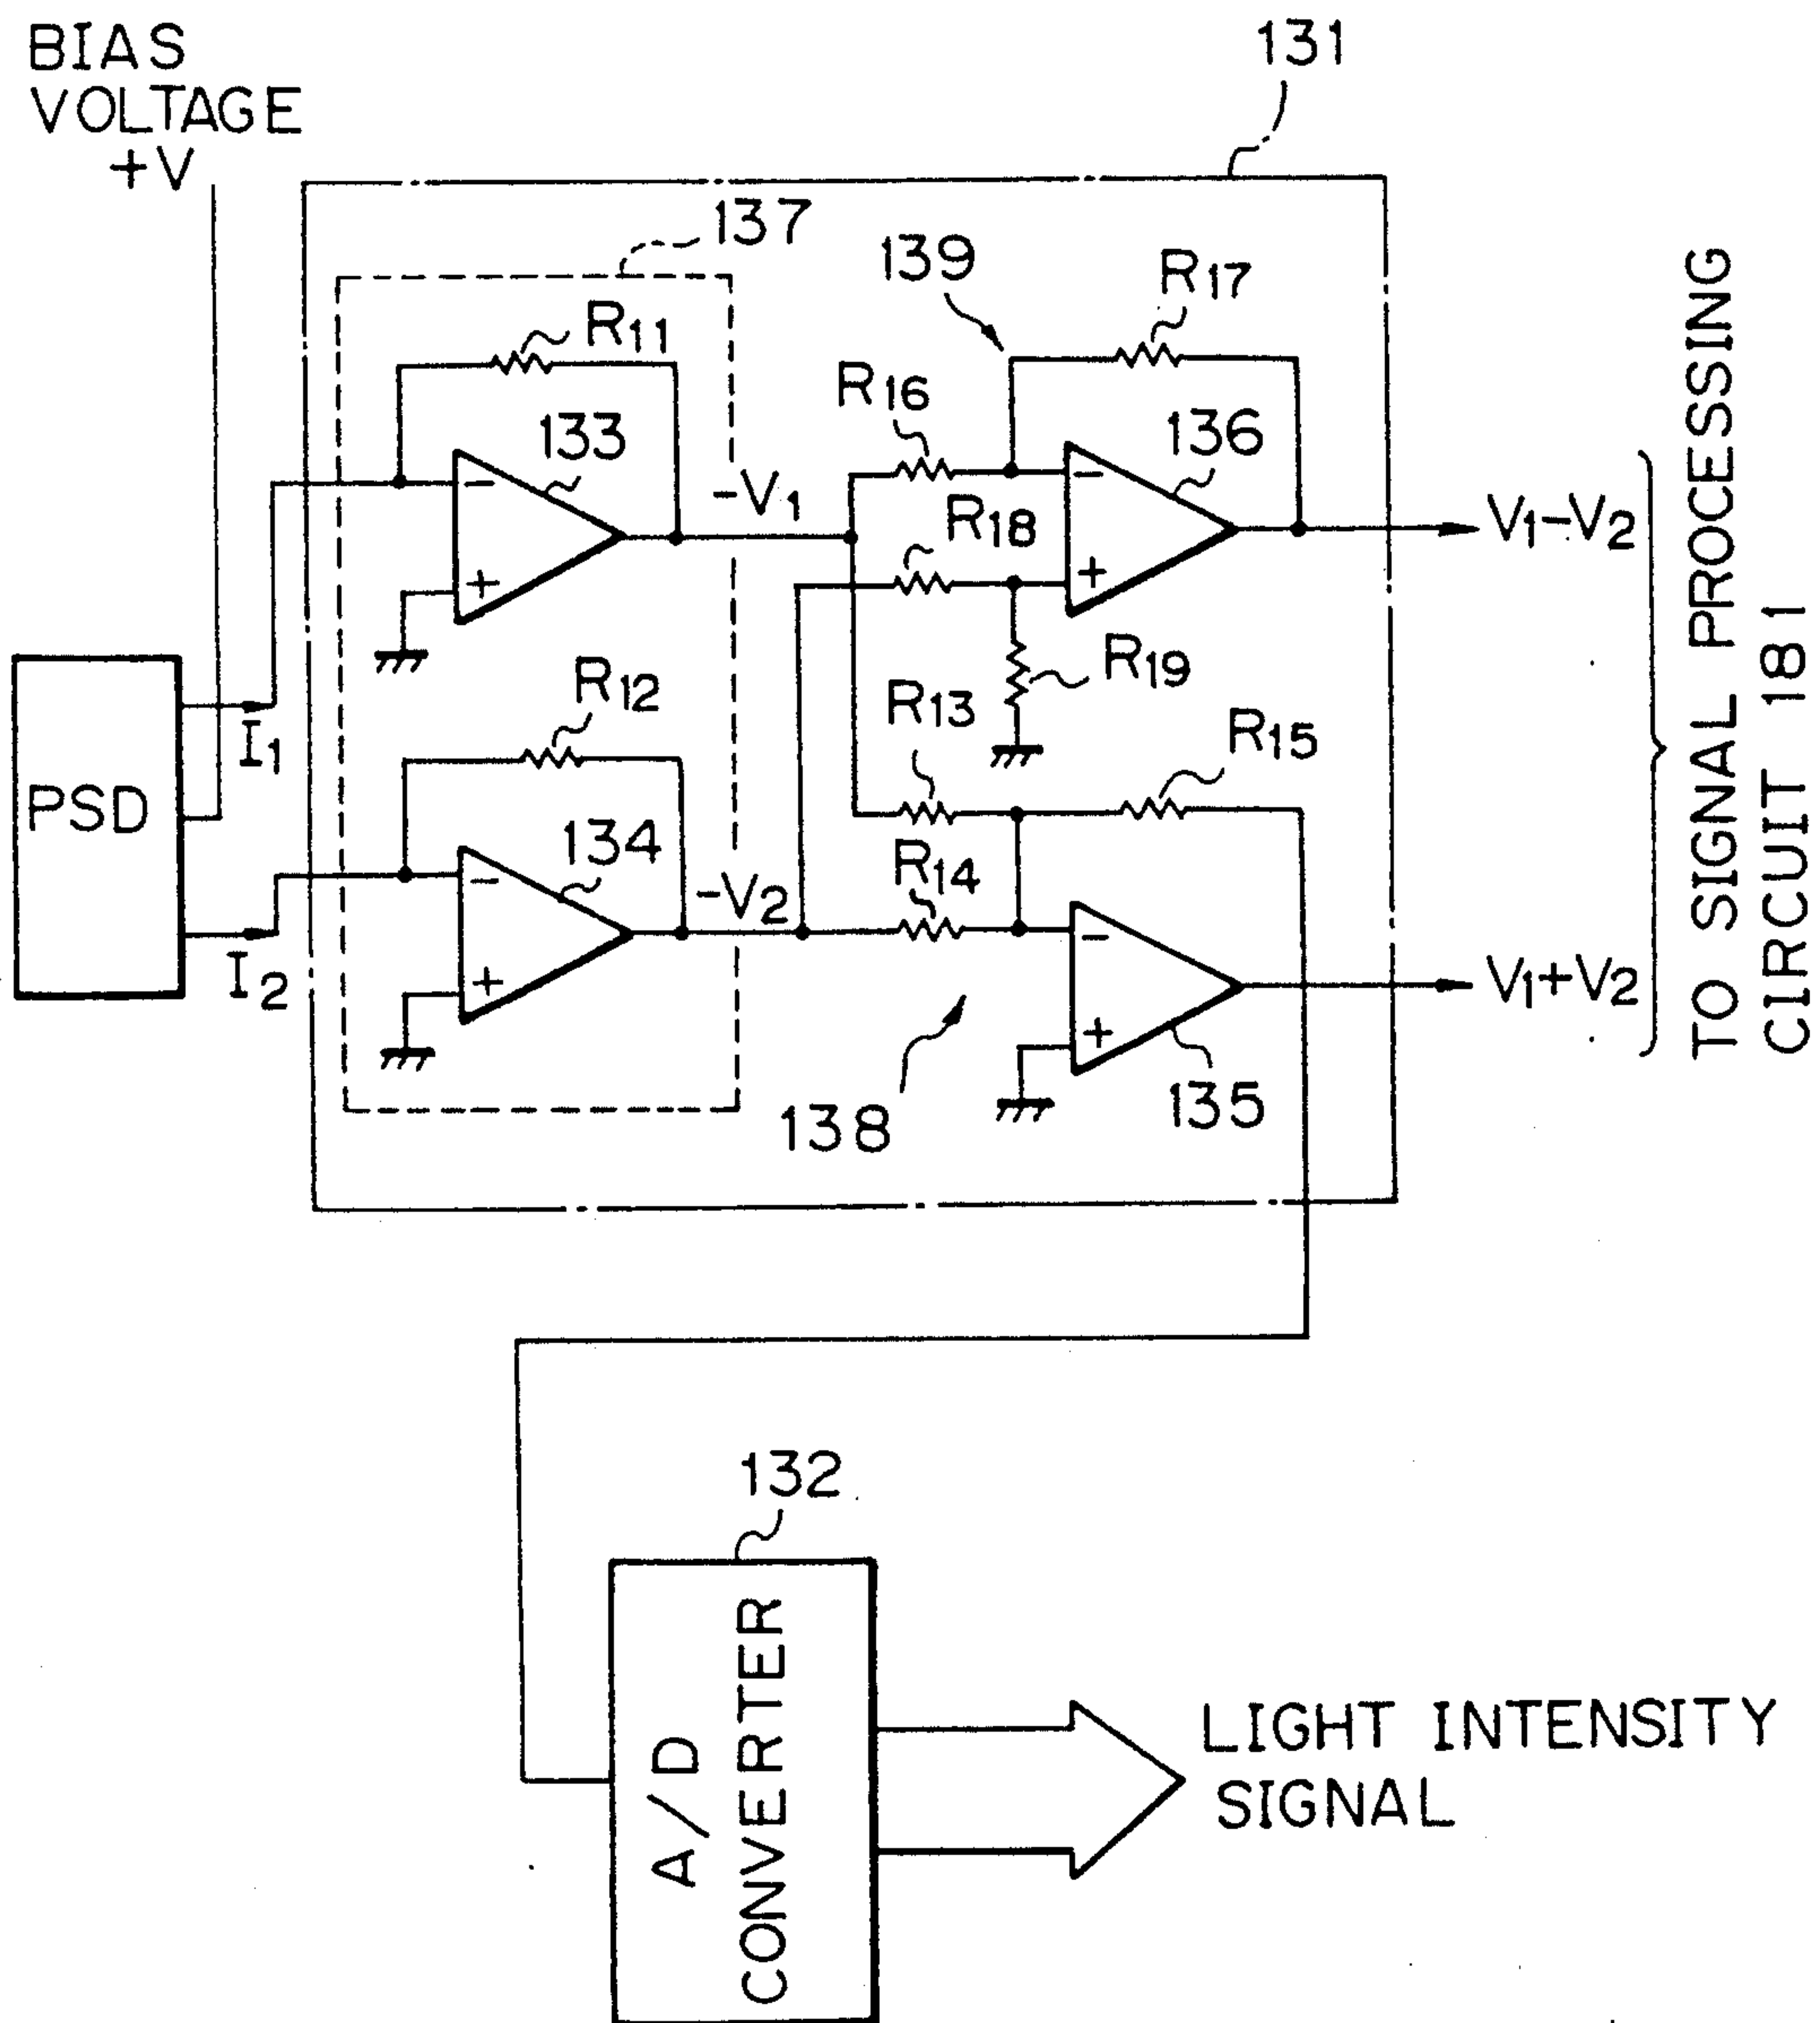 BIAS
VOLTAGE
+V
131
137
139
R17
R11
R16
133
136
-V1
R18
V1-V2
R19
R12
R13
R15
I1
PSD
134
R14
-V2
I2
V1+V2
138
135
TO SIGNAL PROCESSING
CIRCUIT 181
132
A/D
CONVERTER
LIGHT INTENSITY
SIGNAL
- + - + - + - +